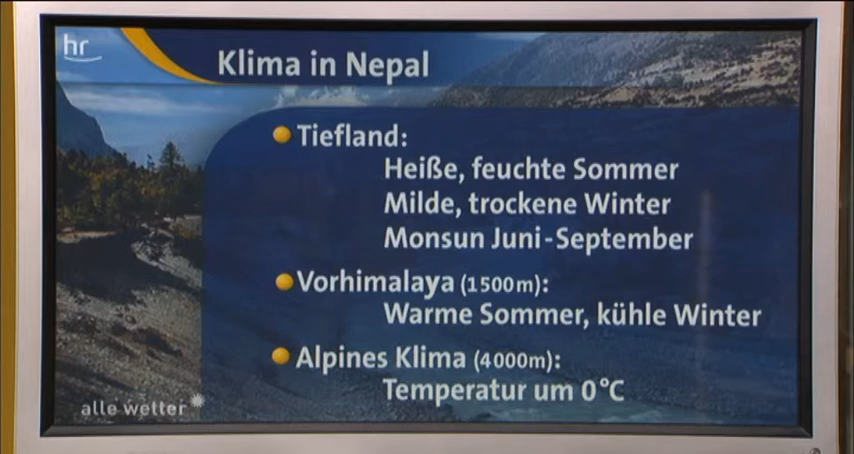 hr
Klima in Nepal
Tiefland:
Heiße, feuchte Sommer
Milde, trockene Winter
Monsun Juni-September
Vorhimalaya (1500m):
Warme Sommer, kühle Winter
Alpines Klima (4000m):
Temperatur um 0°C
alle wetter